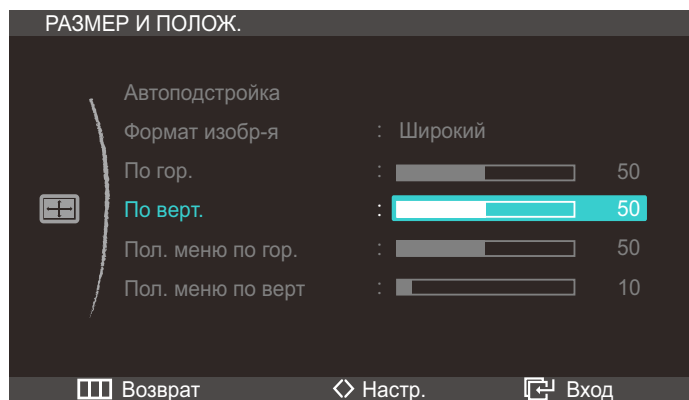 РАЗМЕР И ПОЛОЖ.
Автоподстройка
Формат изобр-я : Широкий
По гор. : 50
По верт. : 50
Пол. меню по гор. : 50
Пол. меню по верт : 10
Возврат Настр. Вход